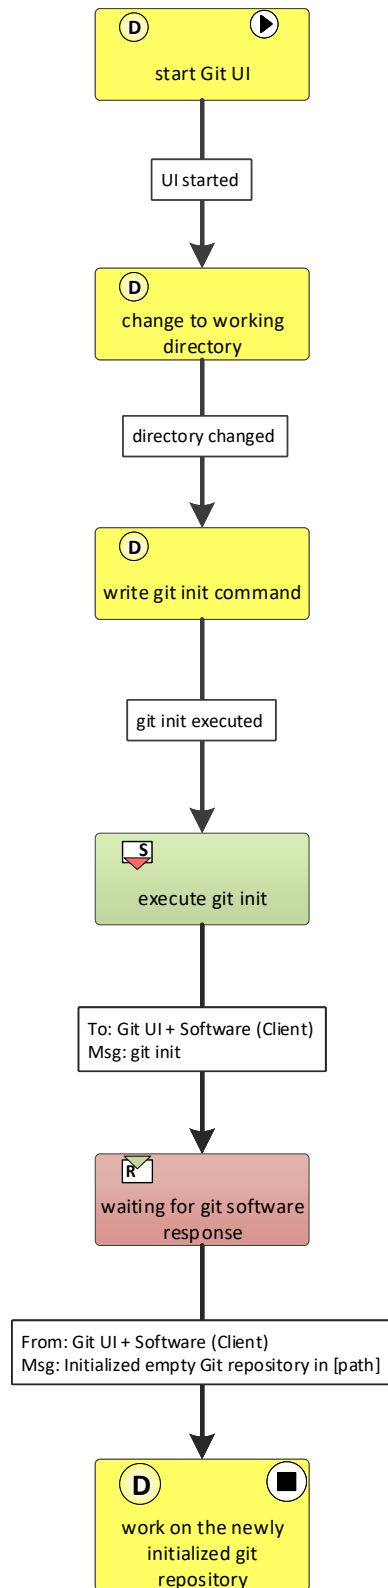 D
start Git UI
UI started
D
change to working
directory
directory changed
D
write git init command
git init executed
S
execute git init
To: Git UI + Software (Client)
Msg: git init
R
waiting for git software
response
From: Git UI + Software (Client)
Msg: Initialized empty Git repository in [path]
D
work on the newly
initialized git
repository